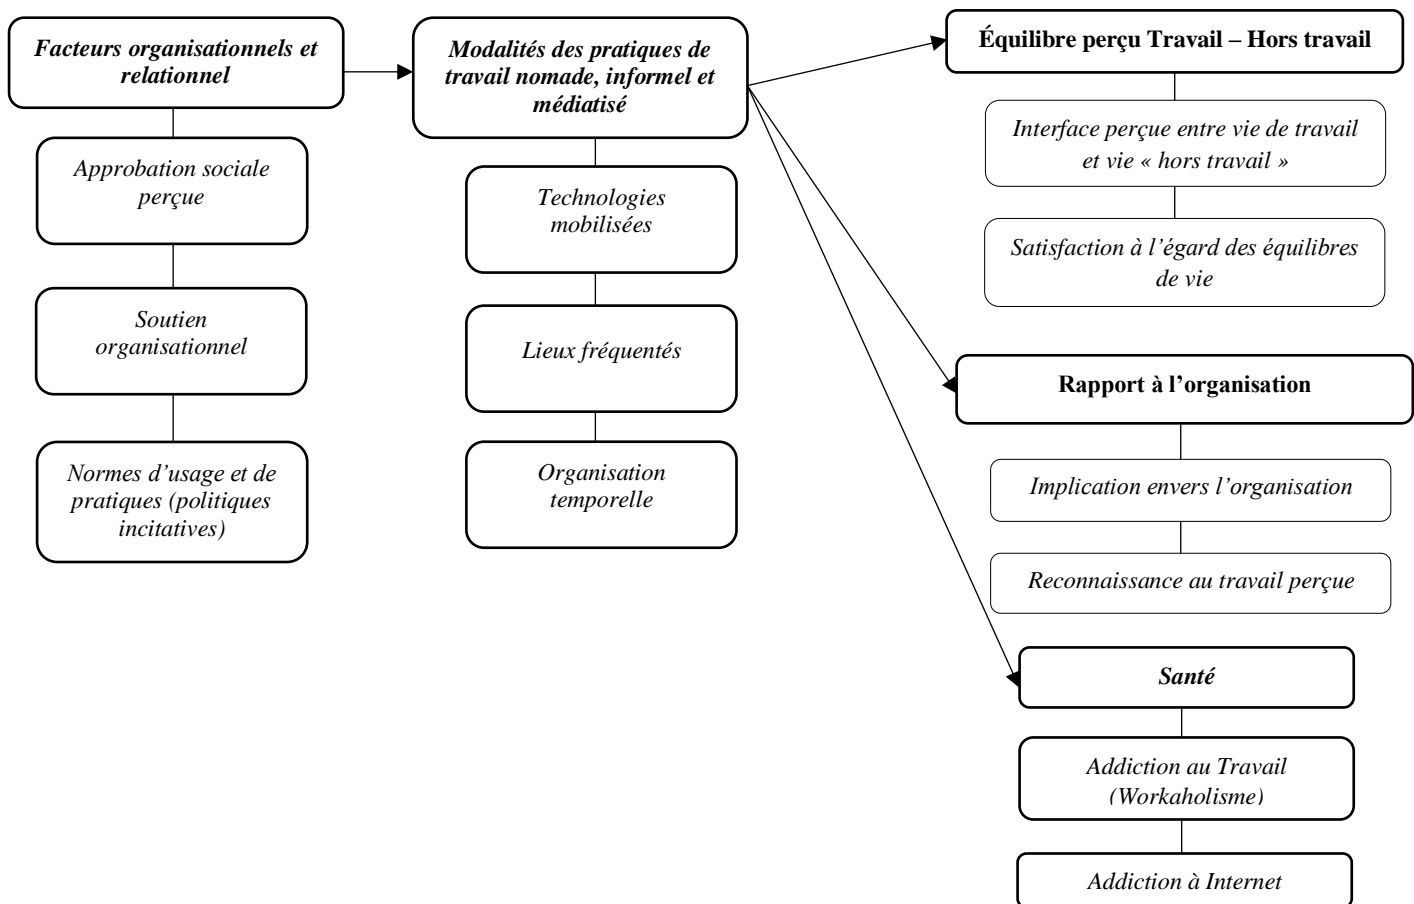 Facteurs organisationnels et
relationnel
Approbation sociale
perçue
Soutien
organisationnel
Normes d’usage et de
pratiques (politiques
incitatives)
Modalités des pratiques de
travail nomade, informel et
médiatisé
Technologies
mobilisées
Lieux fréquentés
Organisation
temporelle
Équilibre perçu Travail – Hors travail
Interface perçue entre vie de travail
et vie « hors travail »
Satisfaction à l’égard des équilibres
de vie
Rapport à l’organisation
Implication envers l’organisation
Reconnaissance au travail perçue
Santé
Addiction au Travail
(Workaholisme)
Addiction à Internet